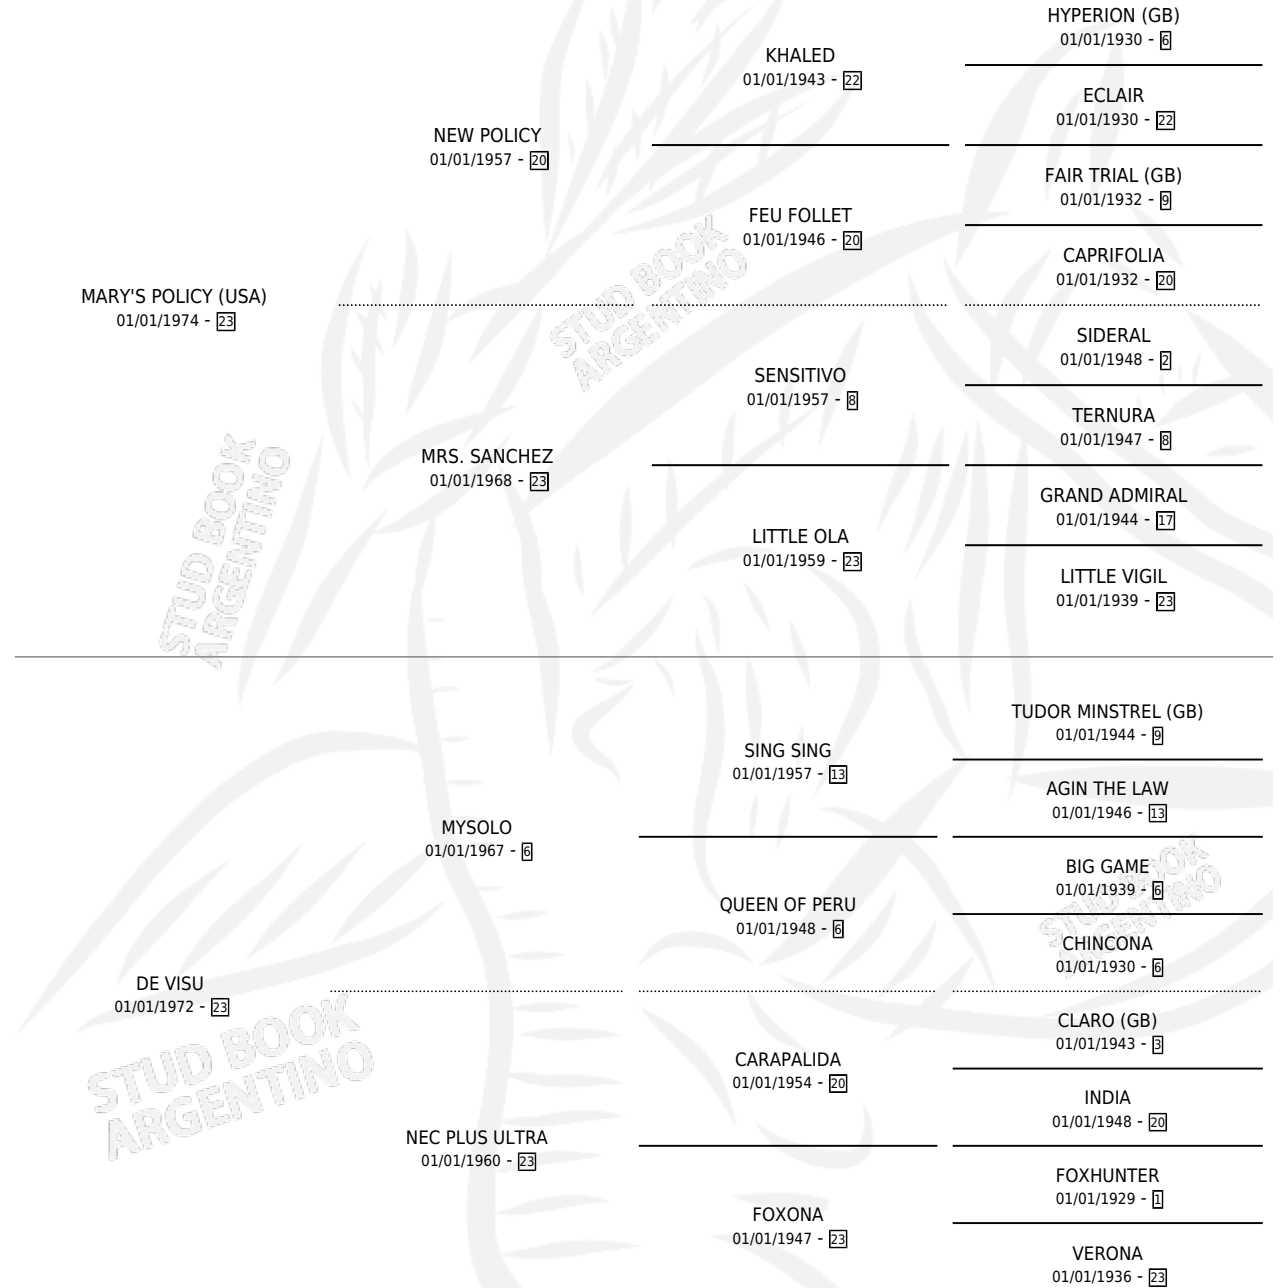 HYPERION (GB)
01/01/1930 - 6
KHALED
01/01/1943 - 22
ECLAIR
01/01/1930 - 22
NEW POLICY
01/01/1957 - 20
FAIR TRIAL (GB)
01/01/1932 - 9
FEU FOLLET
01/01/1946 - 20
CAPRIFOLIA
01/01/1932 - 20
MARY'S POLICY (USA)
01/01/1974 - 23
SIDERAL
01/01/1948 - 2
SENSITIVO
01/01/1957 - 8
TERNURA
01/01/1947 - 8
MRS. SANCHEZ
01/01/1968 - 23
GRAND ADMIRAL
01/01/1944 - 17
LITTLE OLA
01/01/1959 - 23
LITTLE VIGIL
01/01/1939 - 23
STUD BOOK
ARGENTINO
STUD BOOK
ARGENTINO
TUDOR MINSTREL (GB)
01/01/1944 - 9
SING SING
01/01/1957 - 13
AGIN THE LAW
01/01/1946 - 13
MYSOLO
01/01/1967 - 6
BIG GAME
01/01/1939 - 6
QUEEN OF PERU
01/01/1948 - 6
CHINCONA
01/01/1930 - 6
DE VISU
01/01/1972 - 23
CLARO (GB)
01/01/1943 - 3
CARAPALIDA
01/01/1954 - 20
INDIA
01/01/1948 - 20
NEC PLUS ULTRA
01/01/1960 - 23
FOXHUNTER
01/01/1929 - 1
FOXONA
01/01/1947 - 23
VERONA
01/01/1936 - 23
STUD BOOK
ARGENTINO
STUD BOOK
ARGENTINO